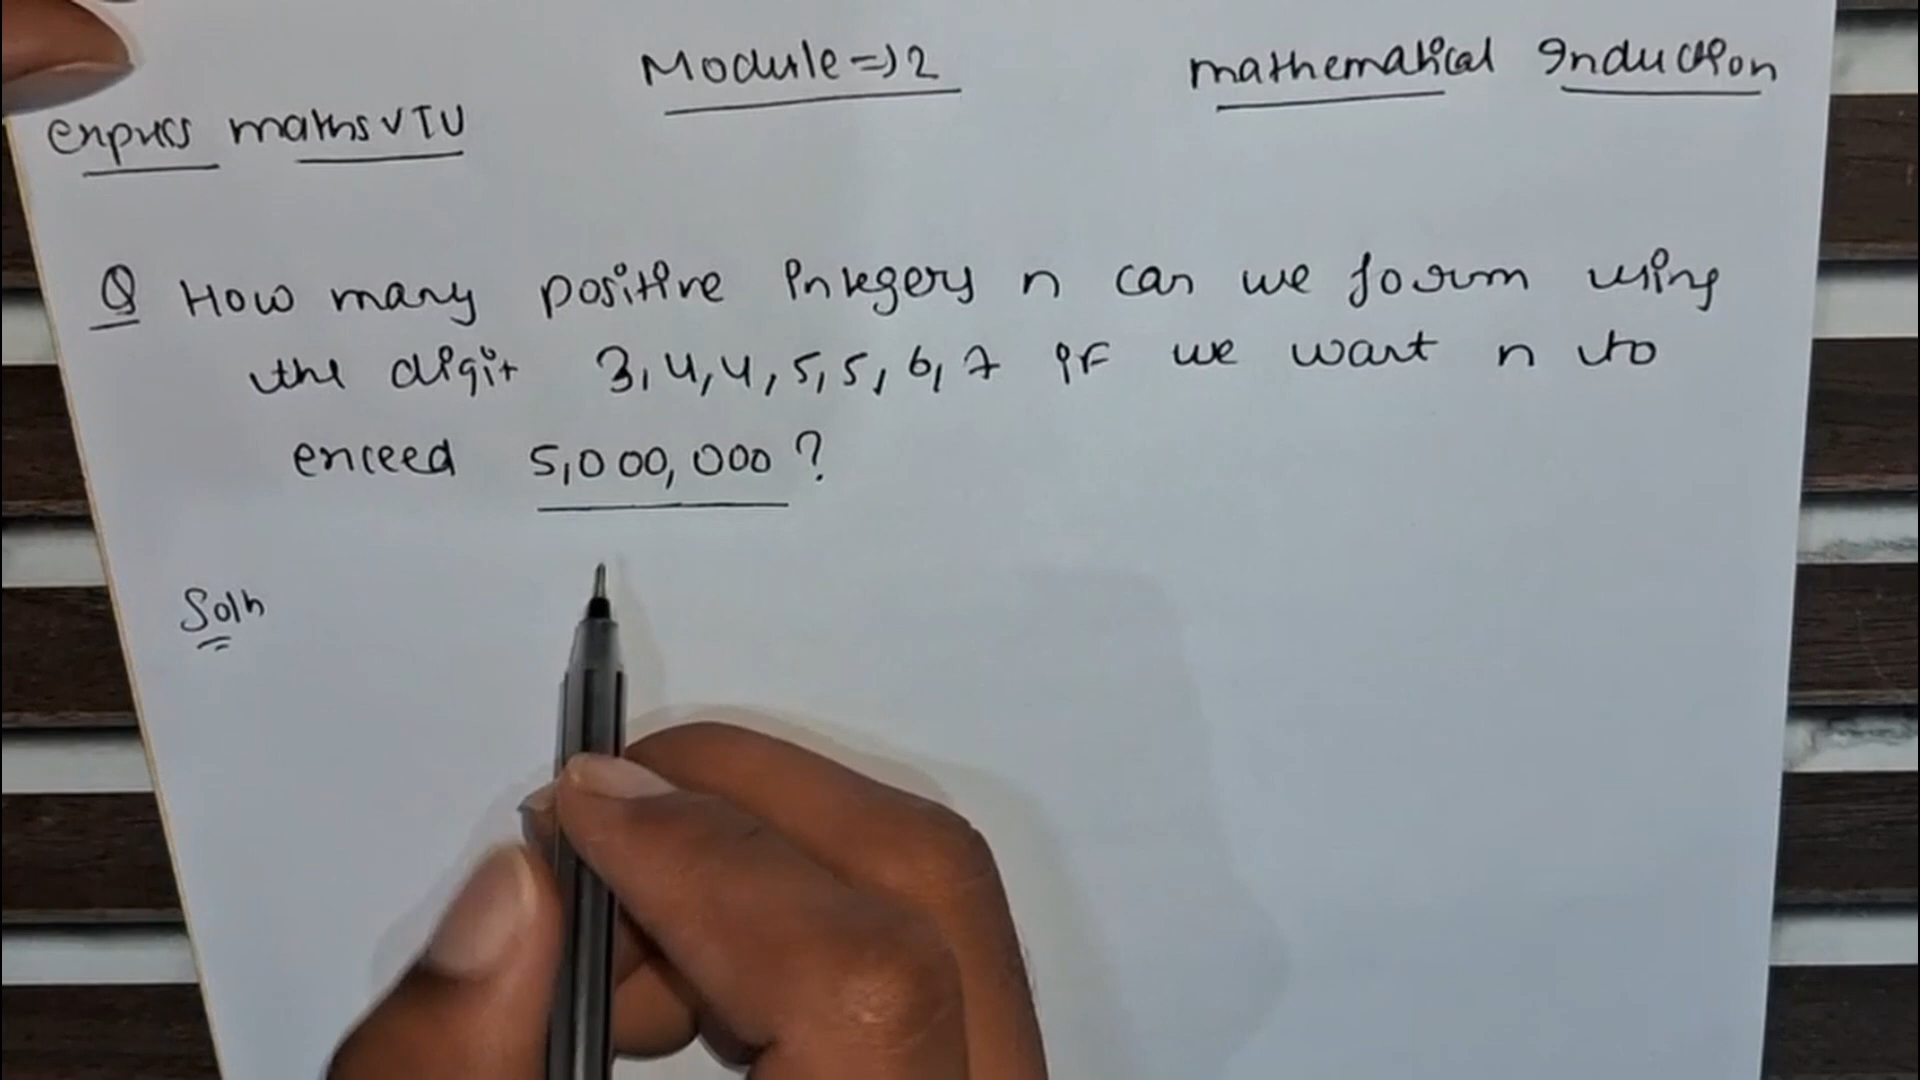 Module => 2
mathematical Induction
express maths VTU
Q How many positive integers n can we form using
the digit 3,4,4,5,5,6,7 if we want n to
exceed 5,000,000 ?
Soln